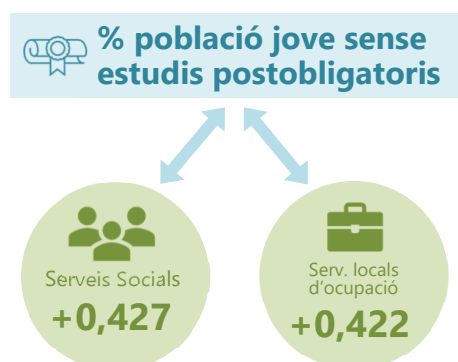 % població jove sense
estudis postobligatoris
Serveis Socials
+0,427
Serv. locals
d'ocupació
+0,422